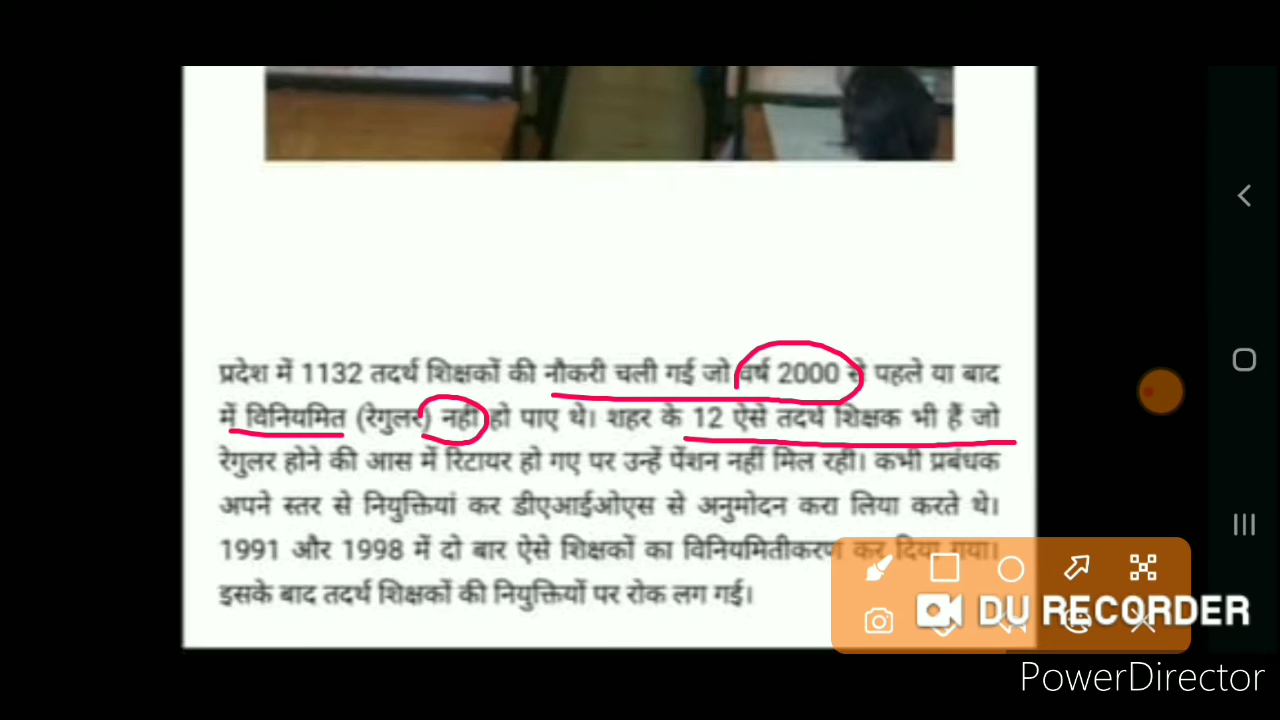 प्रदेश में 1132 तदर्थ शिक्षकों की नौकरी चली गई जो वर्ष 2000 से पहले या बाद
में विनियमित (रेगुलर) नही हो पाए थे। शहर के 12 ऐसे तदर्थ शिक्षक भी हैं जो
रेगुलर होने की आस में रिटायर हो गए पर उन्हें पेंशन नहीं मिल रही। कभी प्रबंधक
अपने स्तर से नियुक्तियां कर डीएआईओएस से अनुमोदन करा लिया करते थे।
1991 और 1998 में दो बार ऐसे शिक्षकों का विनियमितीकरण कर दिया गया।
इसके बाद तदर्थ शिक्षकों की नियुक्तियों पर रोक लग गई।
DU RECORDER
PowerDirector